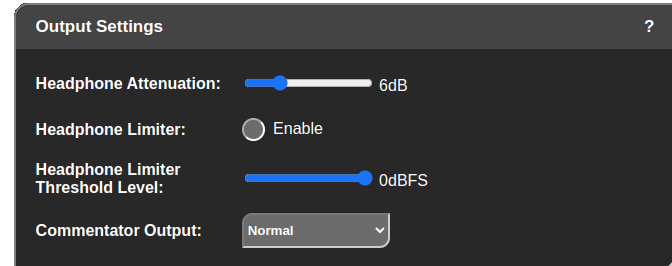 Output Settings ?
Headphone Attenuation: 6dB
Headphone Limiter: Enable
Headphone Limiter
Threshold Level: 0dBFS
Commentator Output: Normal